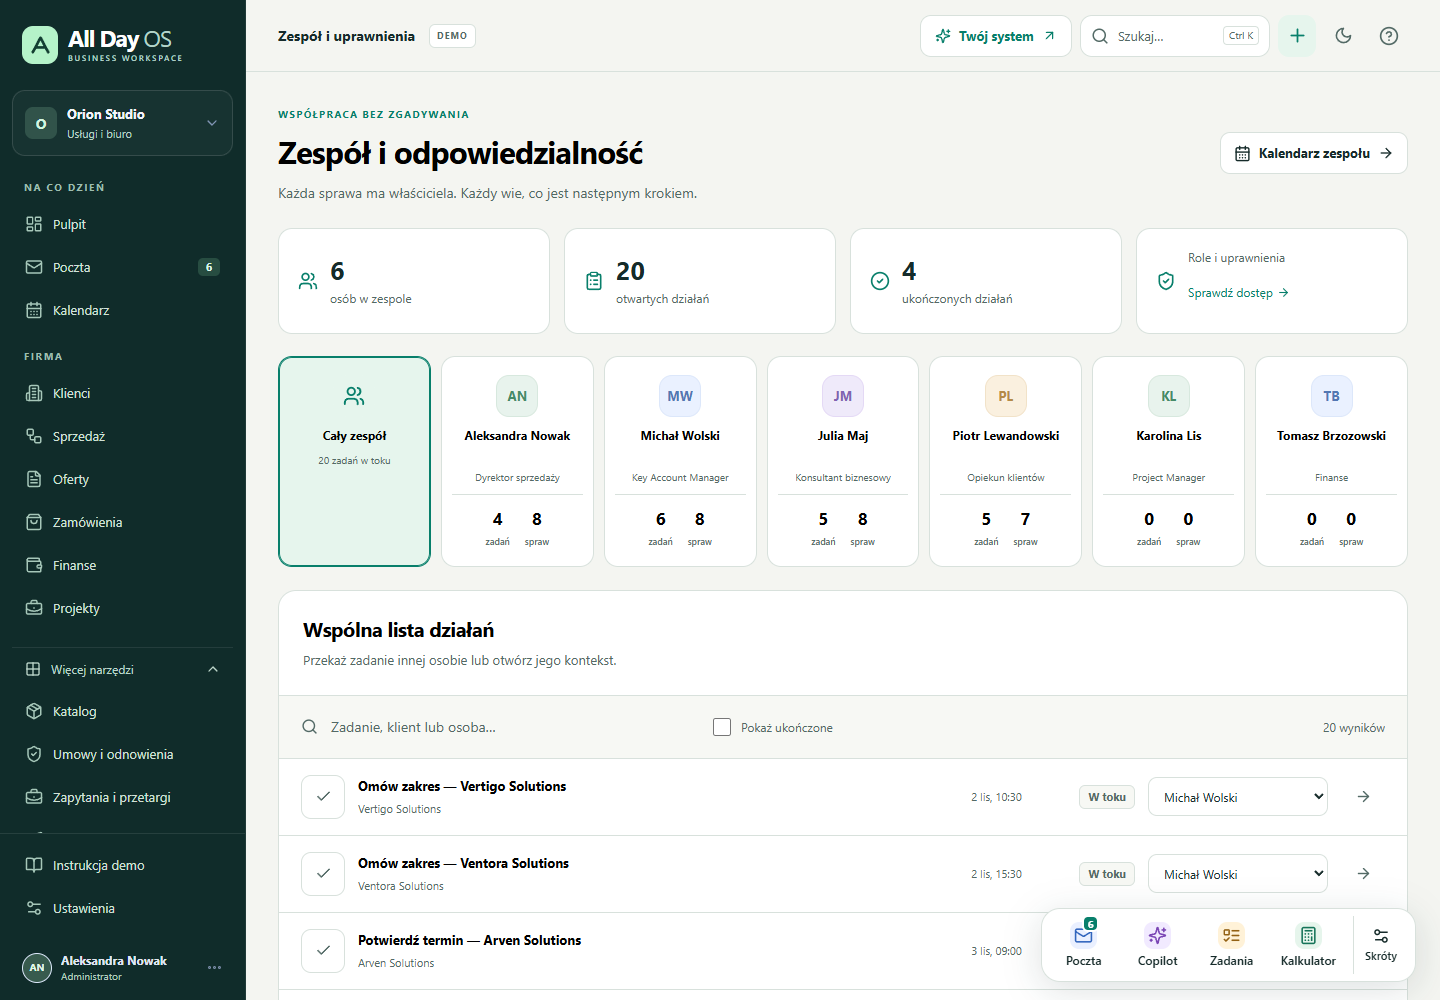 All Day OS
BUSINESS WORKSPACE
O
Orion Studio
Usługi i biuro
NA CO DZIEŃ
Pulpit
Poczta 6
Kalendarz
FIRMA
Klienci
Sprzedaż
Oferty
Zamówienia
Finanse
Projekty
Więcej narzędzi
Katalog
Umowy i odnowienia
Zapytania i przetargi
Instrukcja demo
Ustawienia
AN
Aleksandra Nowak
Administrator
Zespół i uprawnienia DEMO
Twój system
Szukaj... Ctrl K
WSPÓŁPRACA BEZ ZGADYWANIA
Zespół i odpowiedzialność
Każda sprawa ma właściciela. Każdy wie, co jest następnym krokiem.
Kalendarz zespołu
6
osób w zespole
20
otwartych działań
4
ukończonych działań
Role i uprawnienia
Sprawdź dostęp
Cały zespół
20 zadań w toku
AN
Aleksandra Nowak
Dyrektor sprzedaży
4 8
zadań spraw
MW
Michał Wolski
Key Account Manager
6 8
zadań spraw
JM
Julia Maj
Konsultant biznesowy
5 8
zadań spraw
PL
Piotr Lewandowski
Opiekun klientów
5 7
zadań spraw
KL
Karolina Lis
Project Manager
0 0
zadań spraw
TB
Tomasz Brzozowski
Finanse
0 0
zadań spraw
Wspólna lista działań
Przekaż zadanie innej osobie lub otwórz jego kontekst.
Zadanie, klient lub osoba... Pokaż ukończone 20 wyników
Omów zakres — Vertigo Solutions
Vertigo Solutions
2 lis, 10:30 W toku Michał Wolski
Omów zakres — Ventora Solutions
Ventora Solutions
2 lis, 15:30 W toku Michał Wolski
Potwierdź termin — Arven Solutions
Arven Solutions
3 lis, 09:00
6
Poczta
Copilot
Zadania
Kalkulator
Skróty